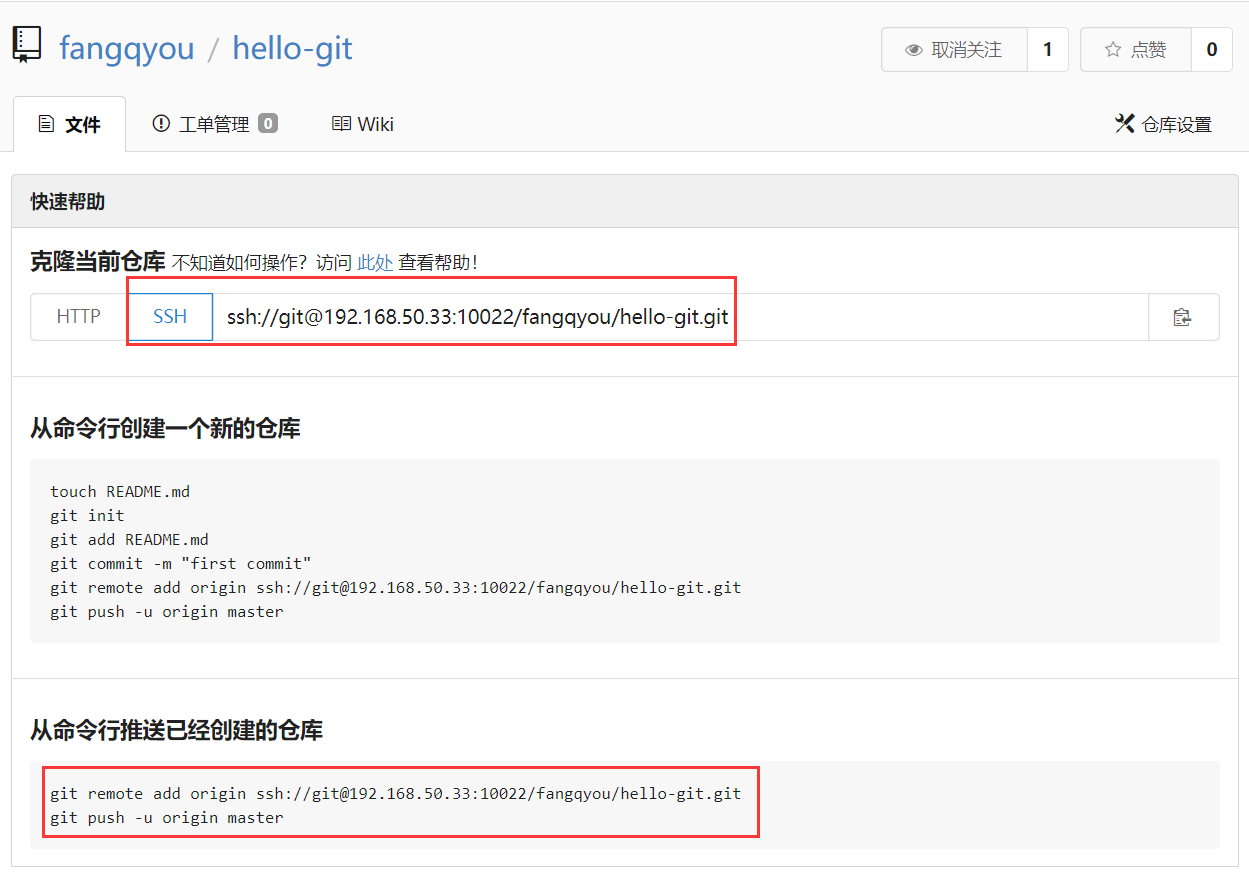 fangqyou / hello-git
取消关注 1 点赞 0
文件 工单管理 0 Wiki 仓库设置
快速帮助
克隆当前仓库 不知道如何操作？访问 此处 查看帮助！
HTTP SSH ssh://git@192.168.50.33:10022/fangqyou/hello-git.git
从命令行创建一个新的仓库
touch README.md
git init
git add README.md
git commit -m "first commit"
git remote add origin ssh://git@192.168.50.33:10022/fangqyou/hello-git.git
git push -u origin master
从命令行推送已经创建的仓库
git remote add origin ssh://git@192.168.50.33:10022/fangqyou/hello-git.git
git push -u origin master